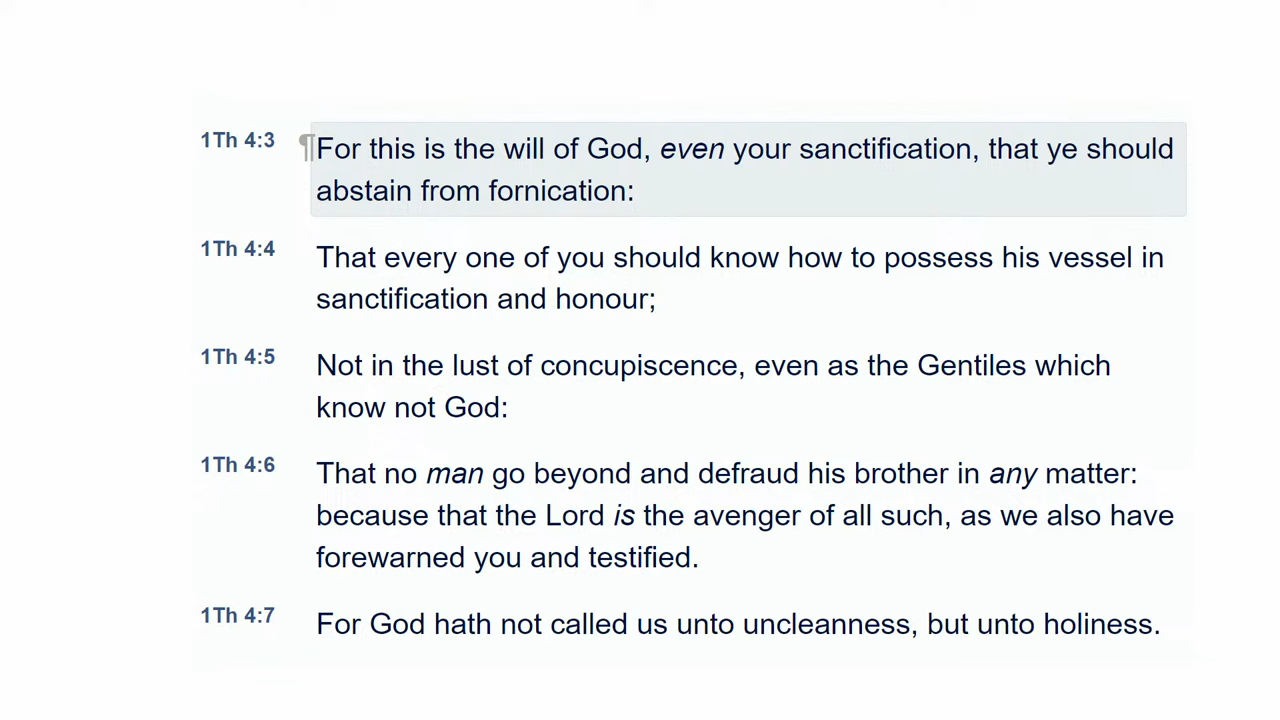 1Th 4:3 ¶For this is the will of God, even your sanctification, that ye should
abstain from fornication:
1Th 4:4 That every one of you should know how to possess his vessel in
sanctification and honour;
1Th 4:5 Not in the lust of concupiscence, even as the Gentiles which
know not God:
1Th 4:6 That no man go beyond and defraud his brother in any matter:
because that the Lord is the avenger of all such, as we also have
forewarned you and testified.
1Th 4:7 For God hath not called us unto uncleanness, but unto holiness.